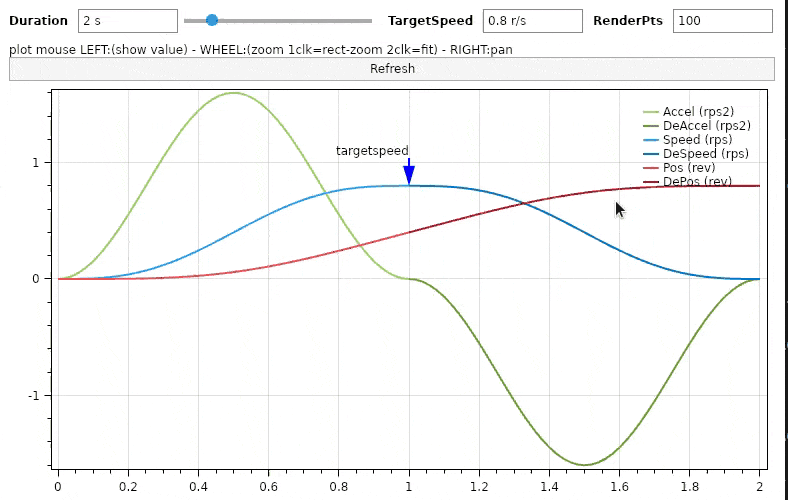 Duration 2 s TargetSpeed 0.8 r/s RenderPts 100
plot mouse LEFT:(show value) - WHEEL:(zoom 1clk=rect-zoom 2clk=fit) - RIGHT:pan
Refresh
Accel (rps2)
DeAccel (rps2)
Speed (rps)
DeSpeed (rps)
Pos (rev)
DePos (rev)
targetspeed
1
0
-1
0 0.2 0.4 0.6 0.8 1 1.2 1.4 1.6 1.8 2